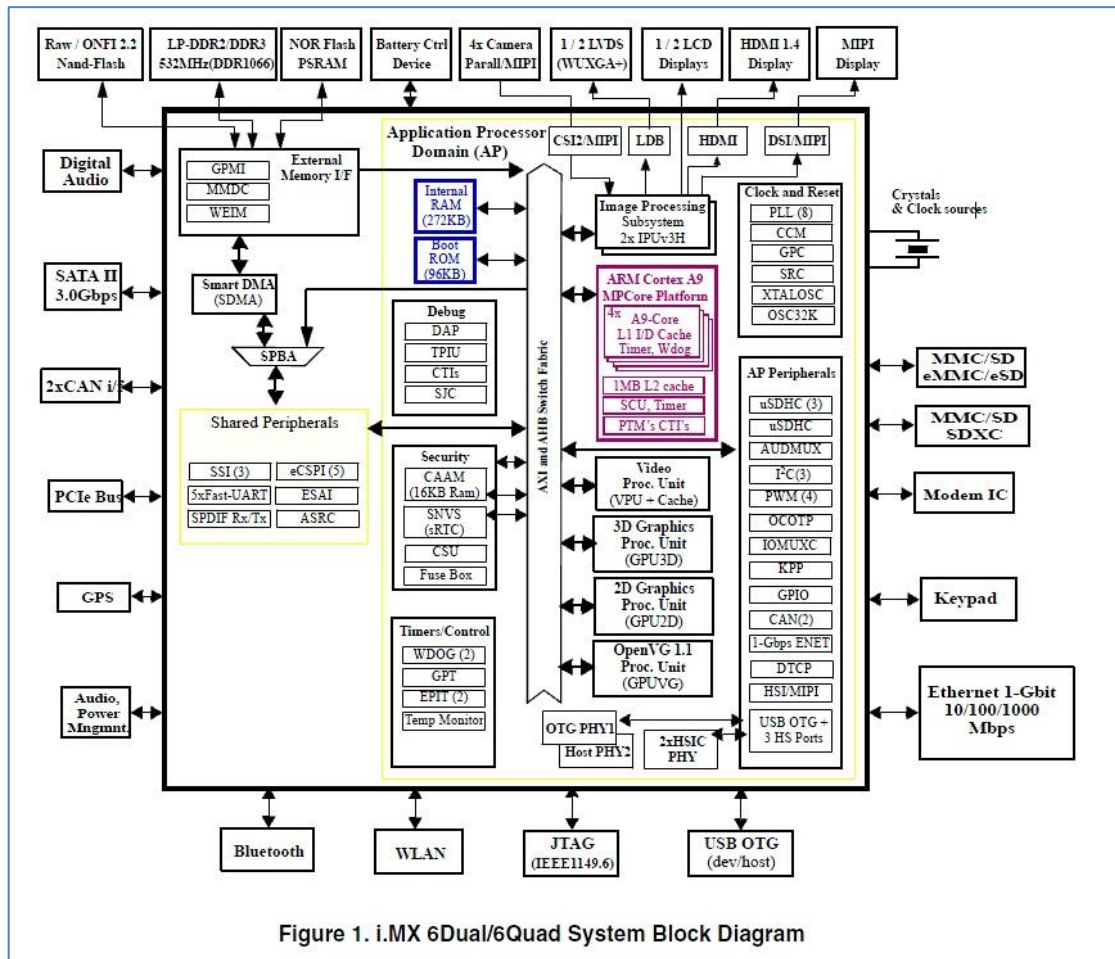 Raw / ONFI 2.2
Nand-Flash
LP-DDR2/DDR3
532MHz(DDR1066)
NOR Flash
PSRAM
Battery Ctrl
Device
4x Camera
Parall/MIPI
1 / 2 LVDS
(WUXGA+)
1 / 2 LCD
Displays
HDMI 1.4
Display
MIPI
Display
Digital
Audio
SATA II
3.0Gbps
2xCAN i/f
PCIe Bus
GPS
Audio,
Power
Mngmnt.
External
Memory I/F
GPMI
MMDC
WEIM
Smart DMA
(SDMA)
SPBA
Shared Peripherals
SSI (3)
eCSPI (5)
5xFast-UART
ESAI
SPDIF Rx/Tx
ASRC
Application Processor
Domain (AP)
Internal
RAM
(272KB)
Boot
ROM
(96KB)
Debug
DAP
TPIU
CTIs
SJC
Security
CAAM
(16KB Ram)
SNVS
(sRTC)
CSU
Fuse Box
Timers/Control
WDOG (2)
GPT
EPIT (2)
Temp Monitor
AXI and AHB Switch Fabric
CSI2/MIPI
LDB
HDMI
DSI/MIPI
Image Processing
Subsystem
2x IPUv3H
ARM Cortex A9
MPCore Platform
4x
A9-Core
L1 I/D Cache
Timer, Wdog
1MB L2 cache
SCU, Timer
PTM's CTI's
Video
Proc. Unit
(VPU + Cache)
3D Graphics
Proc. Unit
(GPU3D)
2D Graphics
Proc. Unit
(GPU2D)
OpenVG 1.1
Proc. Unit
(GPUVG)
OTG PHY1
Host PHY2
2xHSIC
PHY
Clock and Reset
PLL (8)
CCM
GPC
SRC
XTALOSC
OSC32K
AP Peripherals
uSDHC (3)
uSDHC
AUDMUX
I²C(3)
PWM (4)
OCOTP
IOMUXC
KPP
GPIO
CAN(2)
1-Gbps ENET
DTCP
HSI/MIPI
USB OTG +
3 HS Ports
Crystals
& Clock sources
MMC/SD
eMMC/eSD
MMC/SD
SDXC
Modem IC
Keypad
Ethernet 1-Gbit
10/100/1000
Mbps
Bluetooth
WLAN
JTAG
(IEEE1149.6)
USB OTG
(dev/host)
Figure 1. i.MX 6Dual/6Quad System Block Diagram